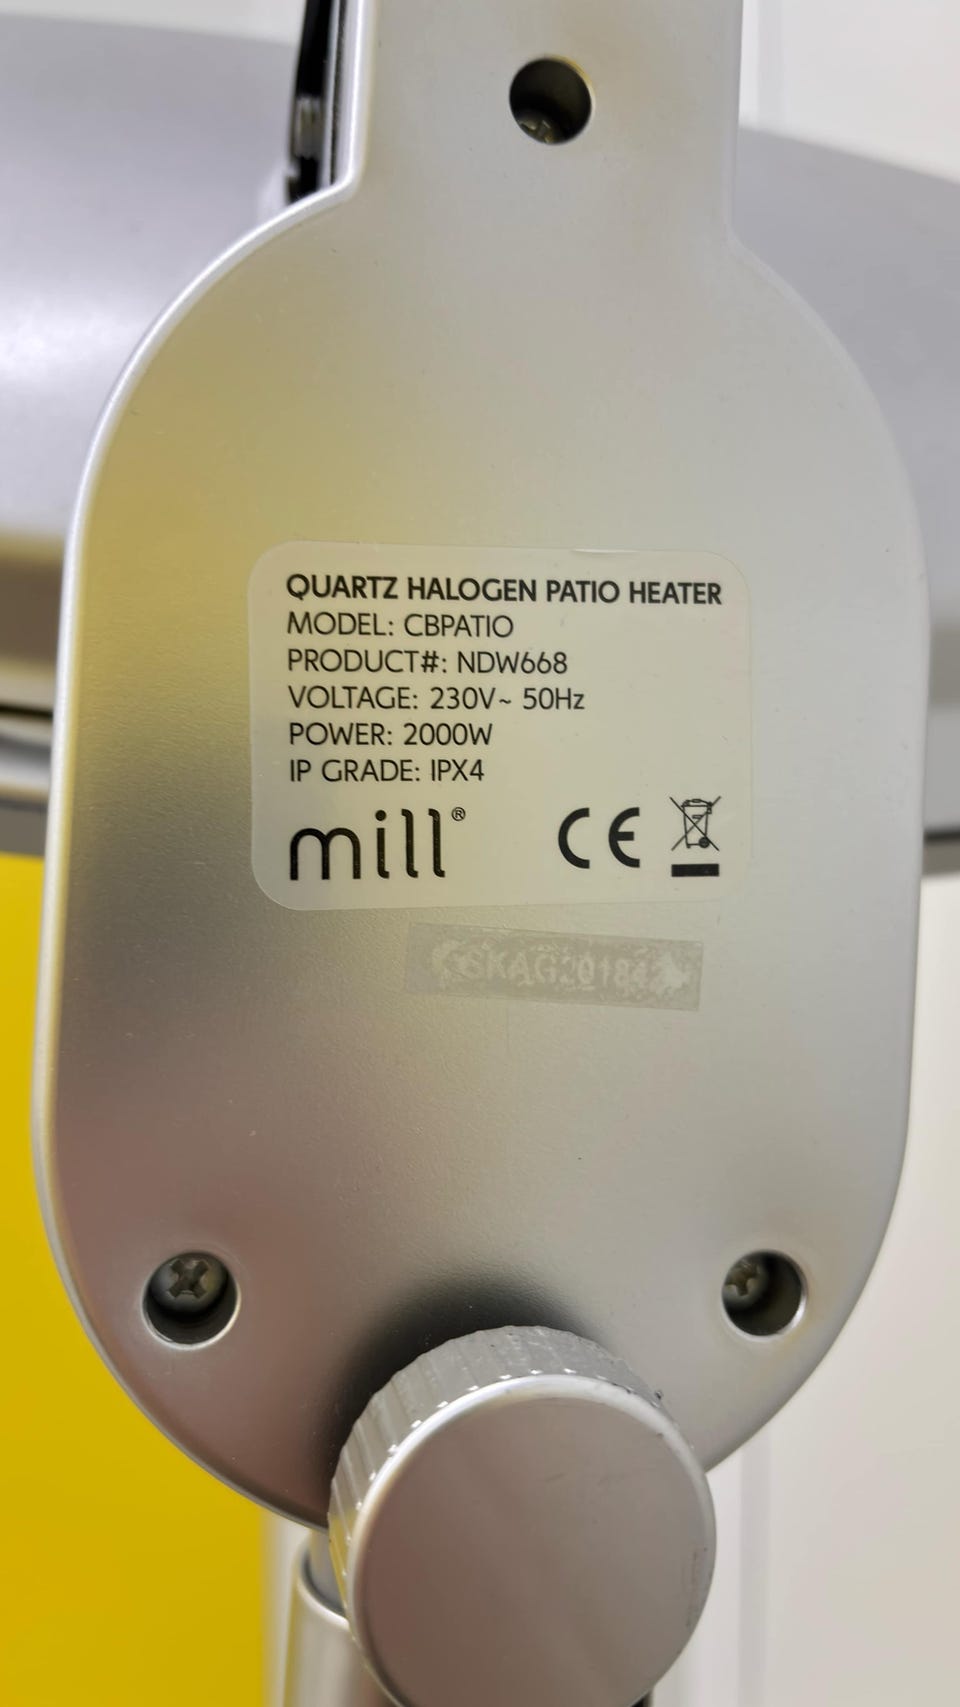 QUARTZ HALOGEN PATIO HEATER
MODEL: CBPATIO
PRODUCT#: NDW668
VOLTAGE: 230V~ 50Hz
POWER: 2000W
IP GRADE: IPX4
mill® CE